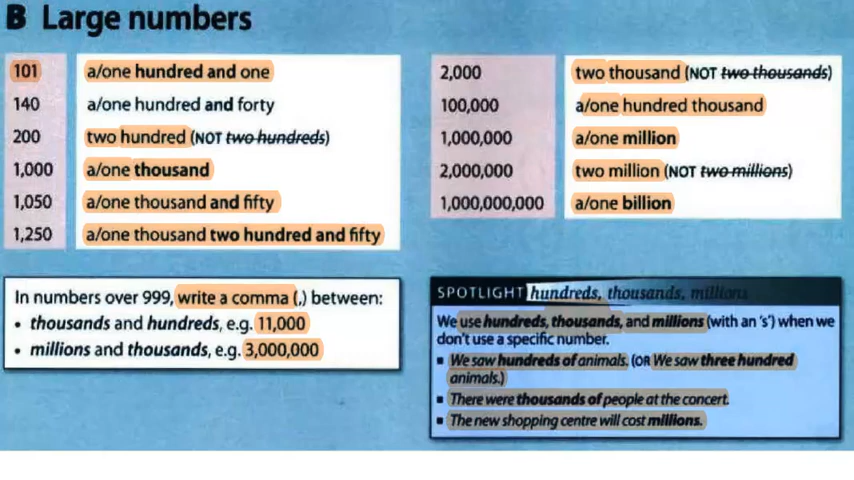 B Large numbers
101 a/one hundred and one
140 a/one hundred and forty
200 two hundred (NOT two hundreds)
1,000 a/one thousand
1,050 a/one thousand and fifty
1,250 a/one thousand two hundred and fifty
2,000 two thousand (NOT two thousands)
100,000 a/one hundred thousand
1,000,000 a/one million
2,000,000 two million (NOT two millions)
1,000,000,000 a/one billion
In numbers over 999, write a comma (,) between:
• thousands and hundreds, e.g. 11,000
• millions and thousands, e.g. 3,000,000
SPOTLIGHT hundreds, thousands, millions
We use hundreds, thousands, and millions (with an 's') when we
don't use a specific number.
▪ We saw hundreds of animals. (OR We saw three hundred
animals.)
▪ There were thousands of people at the concert.
▪ The new shopping centre will cost millions.